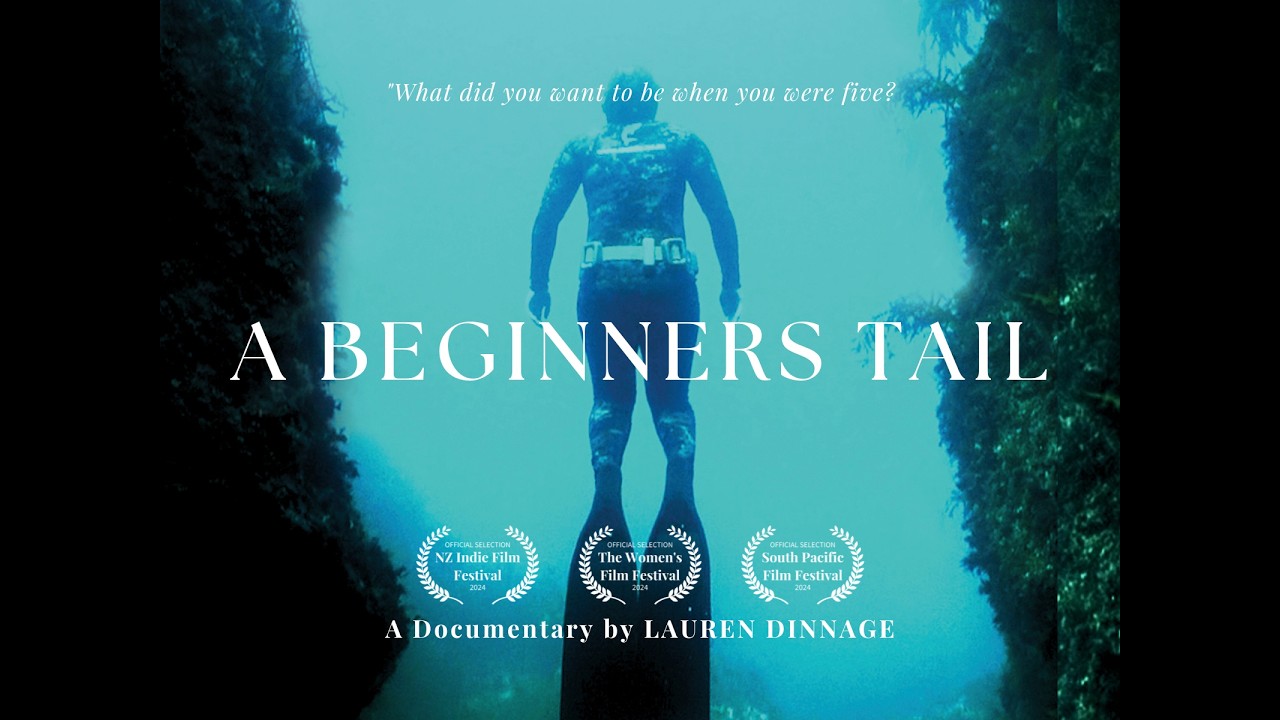 "What did you want to be when you were five?
A BEGINNERS TAIL
OFFICIAL SELECTION
NZ Indie Film
Festival
2024
OFFICIAL SELECTION
The Women's
Film Festival
2024
OFFICIAL SELECTION
South Pacific
Film Festival
2024
A Documentary by LAUREN DINNAGE